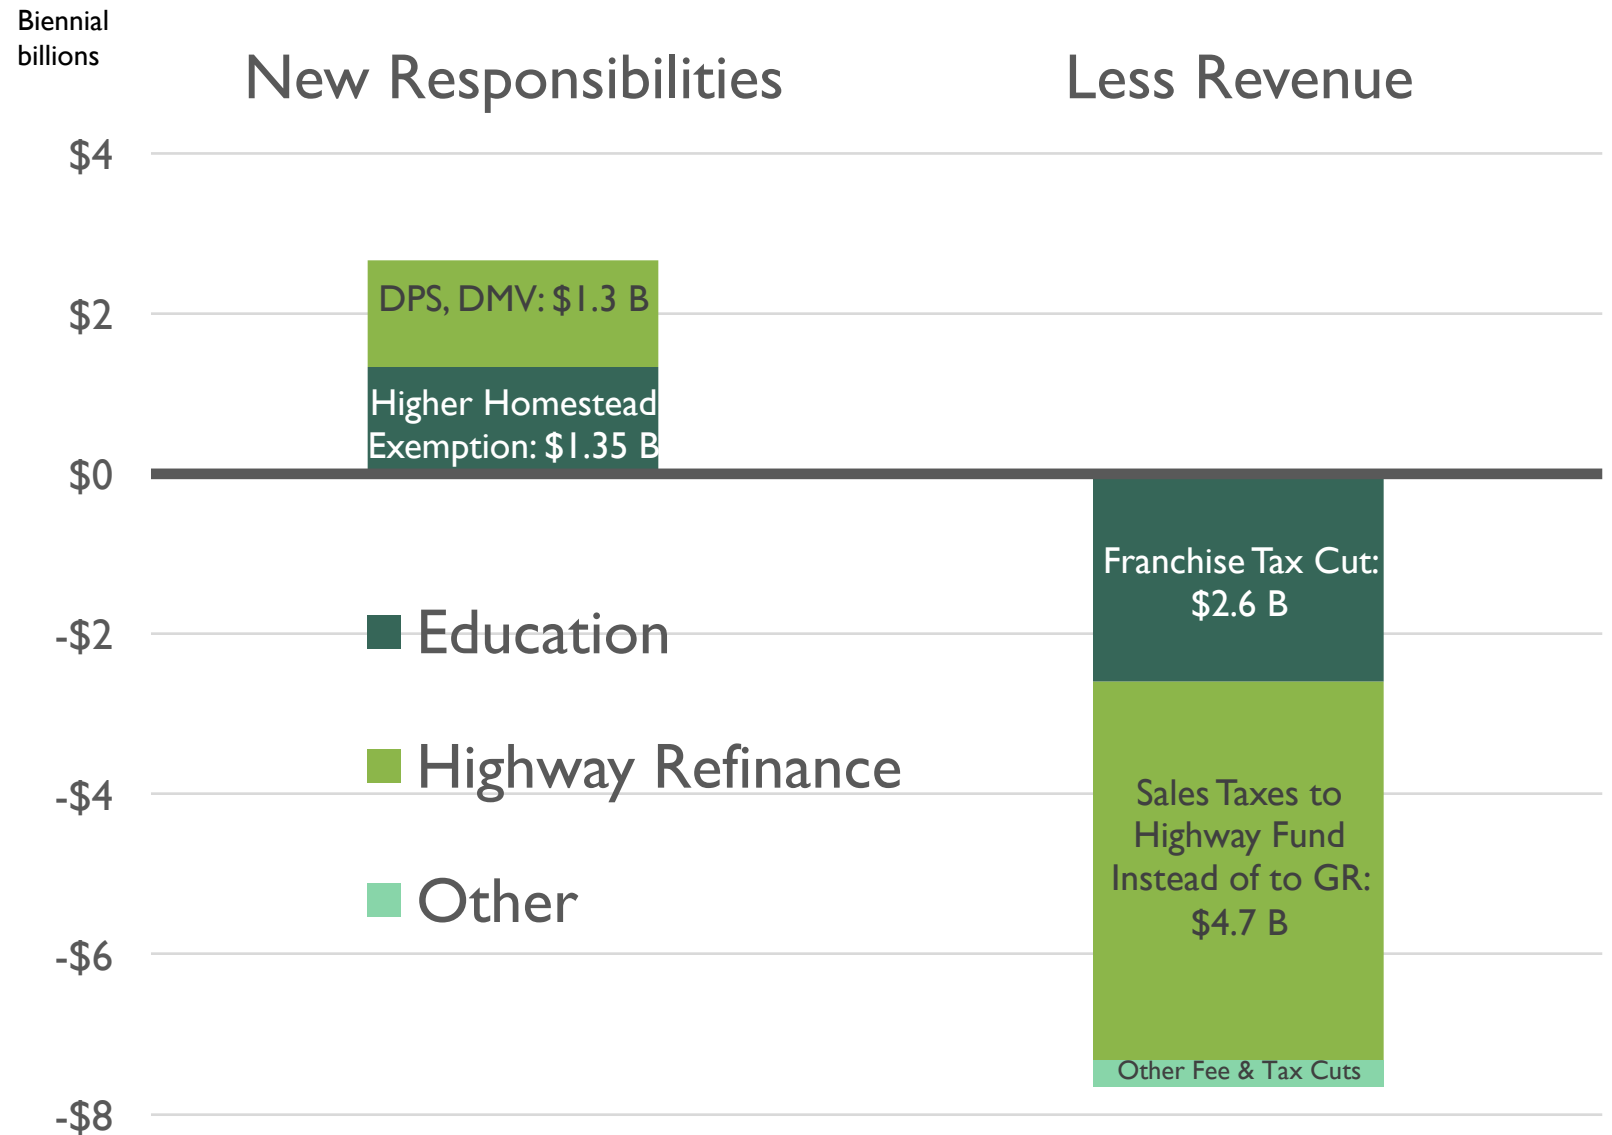 Biennial
billions
New Responsibilities
Less Revenue
$4
$2
$0
-$2
-$4
-$6
-$8
DPS, DMV: $1.3 B
Higher Homestead
Exemption: $1.35 B
Education
Highway Refinance
Other
Franchise Tax Cut:
$2.6 B
Sales Taxes to
Highway Fund
Instead of to GR:
$4.7 B
Other Fee & Tax Cuts